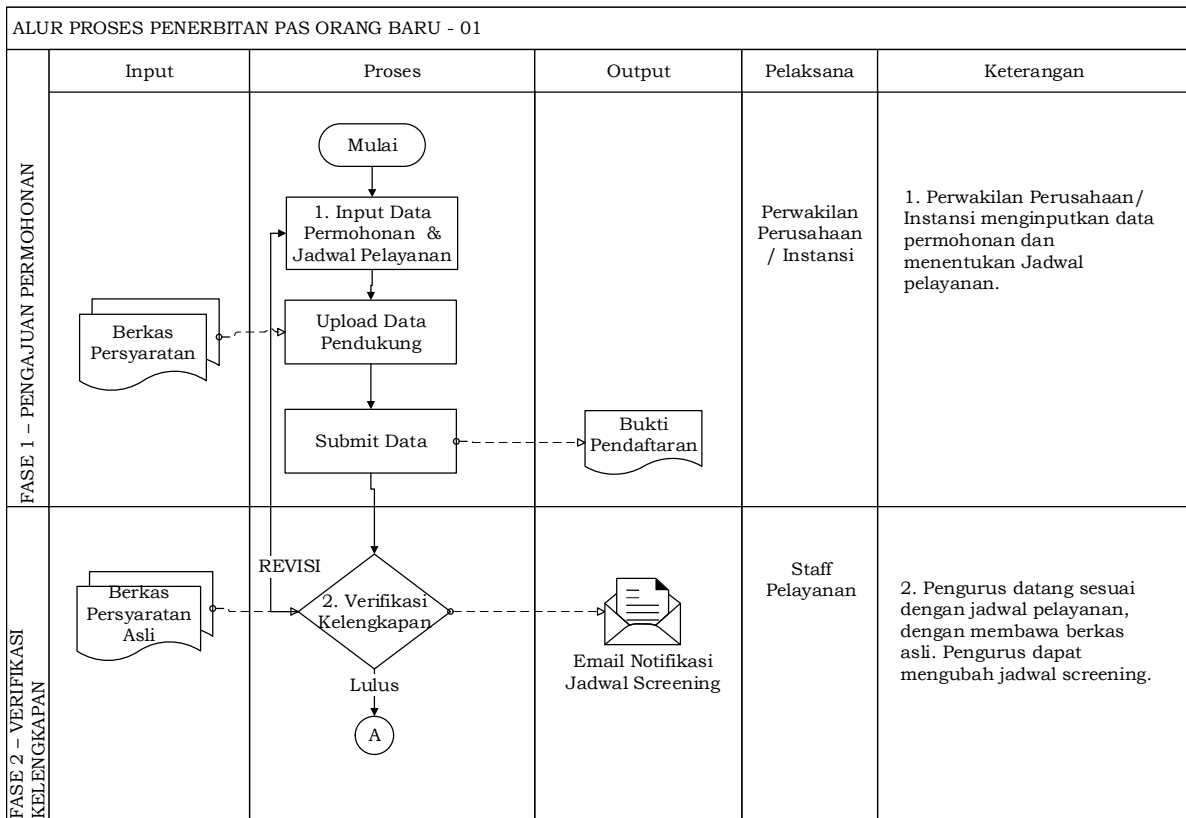 ALUR PROSES PENERBITAN PAS ORANG BARU - 01
Input
Proses
Output
Pelaksana
Keterangan
FASE 1 – PENGAJUAN PERMOHONAN
Mulai
1. Input Data
Permohonan &
Jadwal Pelayanan
Berkas
Persyaratan
Upload Data
Pendukung
Submit Data
Bukti
Pendaftaran
Perwakilan
Perusahaan
/ Instansi
1. Perwakilan Perusahaan/
Instansi menginputkan data
permohonan dan
menentukan Jadwal
pelayanan.
FASE 2 – VERIFIKASI
KELENGKAPAN
Berkas
Persyaratan
Asli
REVISI
2. Verifikasi
Kelengkapan
Lulus
A
Email Notifikasi
Jadwal Screening
Staff
Pelayanan
2. Pengurus datang sesuai
dengan jadwal pelayanan,
dengan membawa berkas
asli. Pengurus dapat
mengubah jadwal screening.